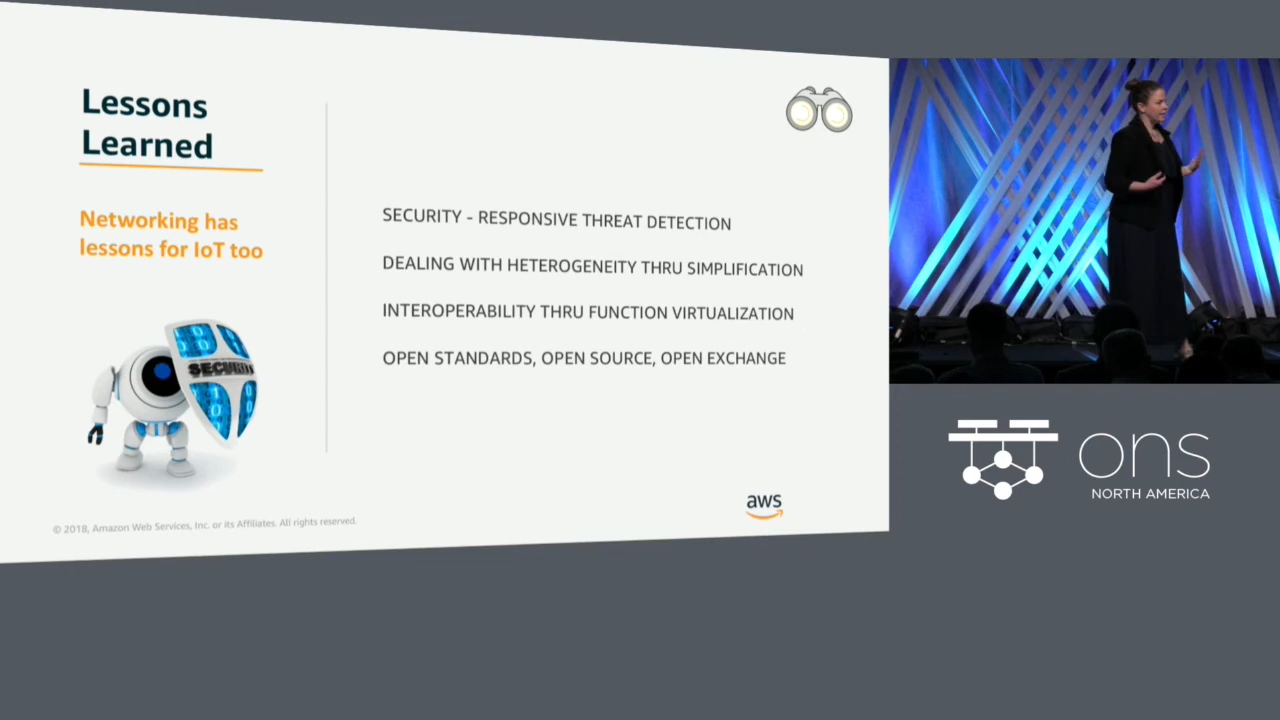 Lessons
Learned
Networking has
lessons for IoT too
SECURITY
SECURITY - RESPONSIVE THREAT DETECTION
DEALING WITH HETEROGENEITY THRU SIMPLIFICATION
INTEROPERABILITY THRU FUNCTION VIRTUALIZATION
OPEN STANDARDS, OPEN SOURCE, OPEN EXCHANGE
aws
© 2018, Amazon Web Services, Inc. or its Affiliates. All rights reserved.
ons
NORTH AMERICA